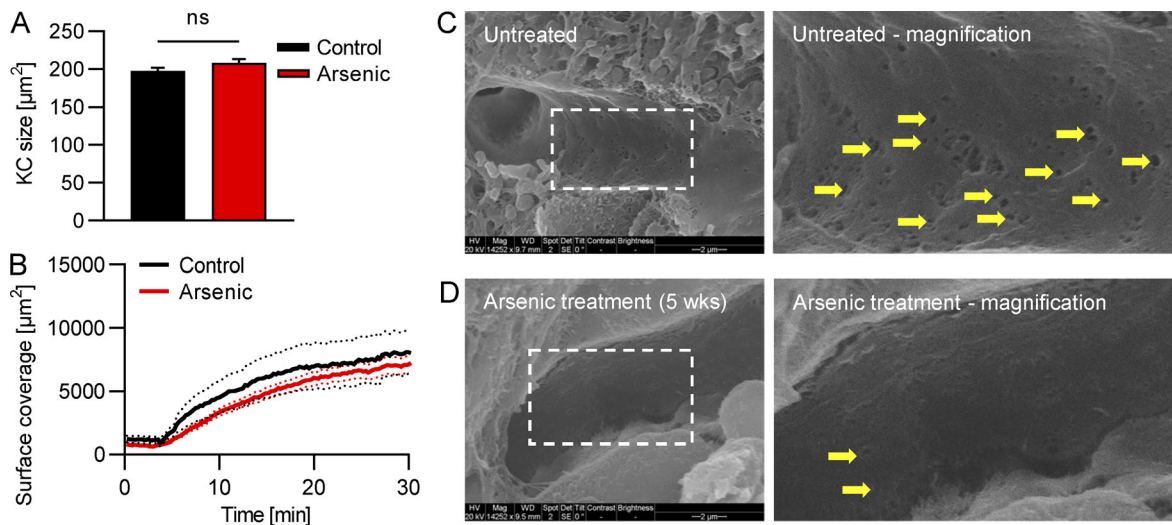 A
ns
250
200
150
100
50
0
KC size [µm²]
Control
Arsenic
B
15000
10000
5000
0
Surface coverage [µm²]
Control
Arsenic
0 10 20 30
Time [min]
C
Untreated
HV Mag WD Spot Det Tilt Contrast Brightness
20 kV 14252 x 9.7 mm 2 SE 0° - - 2 µm
Untreated - magnification
D
Arsenic treatment (5 wks)
HV Mag WD Spot Det Tilt Contrast Brightness
20 kV 14252 x 9.5 mm 2 SE 0° - - 2 µm
Arsenic treatment - magnification